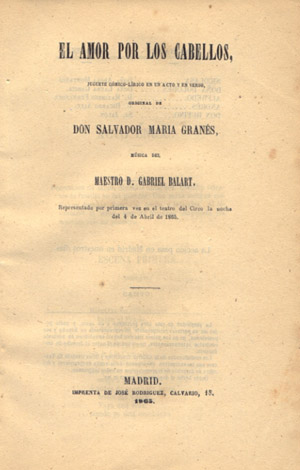 EL AMOR POR LOS CABELLOS,
JUGUETE CÓMICO-LÍRICO EN UN ACTO Y EN VERSO,
ORIGINAL DE
DON SALVADOR MARIA GRANÉS,
MÚSICA DEL
MAESTRO D. GABRIEL BALART.
Representado por primera vez en el teatro del Circo la noche
del 4 de Abril de 1865.
MADRID.
IMPRENTA DE JOSÉ RODRIGUEZ, CALVARIO, 18.
1865.